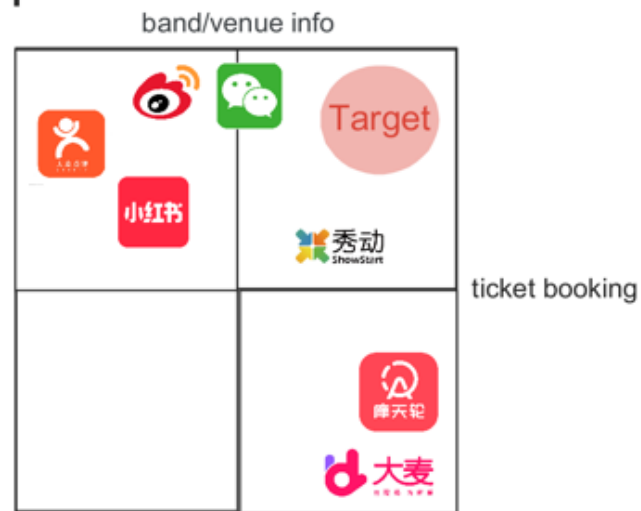 band/venue info
Target
小红书
秀动
ShowStart
ticket booking
摩天轮
大麦